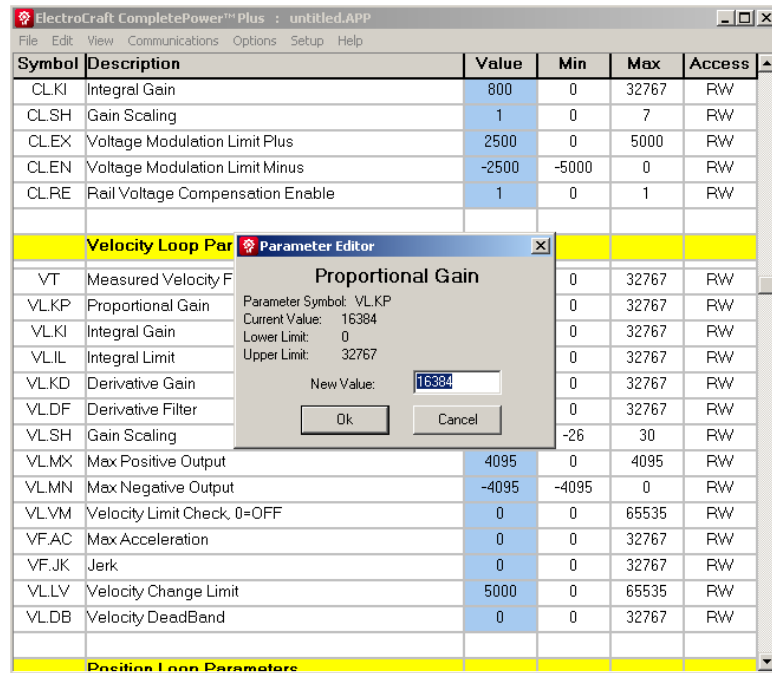 ElectroCraft CompletePower™ Plus : untitled.APP
File Edit View Communications Options Setup Help
Symbol Description Value Min Max Access
CL.KI Integral Gain 800 0 32767 RW
CL.SH Gain Scaling 1 0 7 RW
CL.EX Voltage Modulation Limit Plus 2500 0 5000 RW
CL.EN Voltage Modulation Limit Minus -2500 -5000 0 RW
CL.RE Rail Voltage Compensation Enable 1 0 1 RW
Velocity Loop Par
VT Measured Velocity F 0 32767 RW
VL.KP Proportional Gain 0 32767 RW
VL.KI Integral Gain 0 32767 RW
VL.IL Integral Limit 0 32767 RW
VL.KD Derivative Gain 0 32767 RW
VL.DF Derivative Filter 0 32767 RW
VL.SH Gain Scaling -26 30 RW
VL.MX Max Positive Output 4095 0 4095 RW
VL.MN Max Negative Output -4095 -4095 0 RW
VL.VM Velocity Limit Check, 0=OFF 0 0 65535 RW
VF.AC Max Acceleration 0 0 32767 RW
VF.JK Jerk 0 0 32767 RW
VL.LV Velocity Change Limit 5000 0 65535 RW
VL.DB Velocity DeadBand 0 0 32767 RW
Position Loop Parameters
Parameter Editor
Proportional Gain
Parameter Symbol: VL.KP
Current Value: 16384
Lower Limit: 0
Upper Limit: 32767
New Value: 16384
Ok Cancel